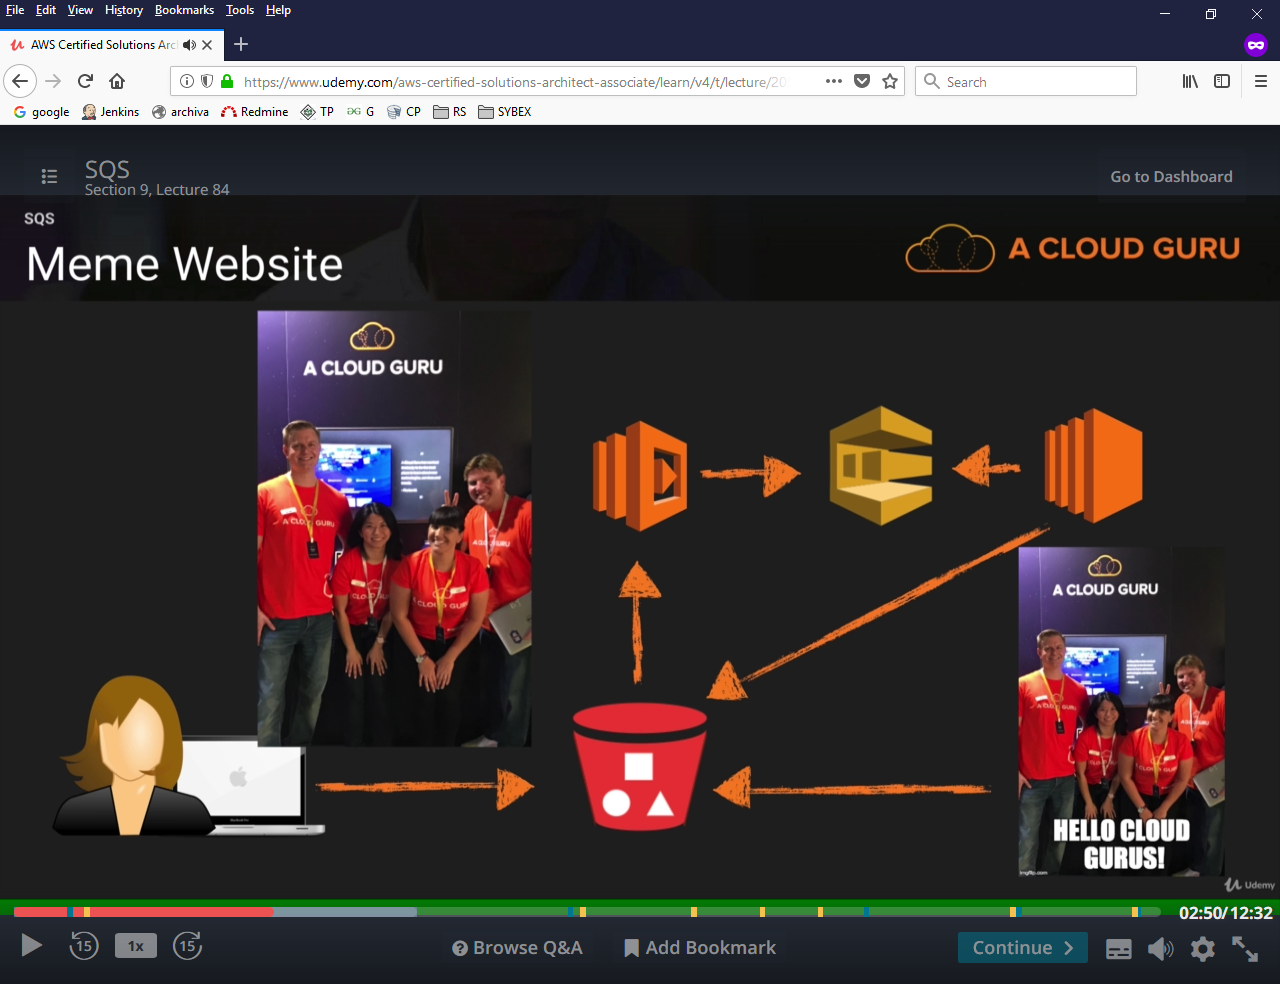 File Edit View History Bookmarks Tools Help
AWS Certified Solutions Arc
https://www.udemy.com/aws-certified-solutions-architect-associate/learn/v4/t/lecture/20
Search
google Jenkins archiva Redmine TP G CP RS SYBEX
SQS
Section 9, Lecture 84
Go to Dashboard
SQS
Meme Website
A CLOUD GURU
A CLOUD GURU
A CLOUD GURU
HELLO CLOUD
GURUS!
imgflip.com
Udemy
02:50/12:32
15 1x 15
Browse Q&A
Add Bookmark
Continue